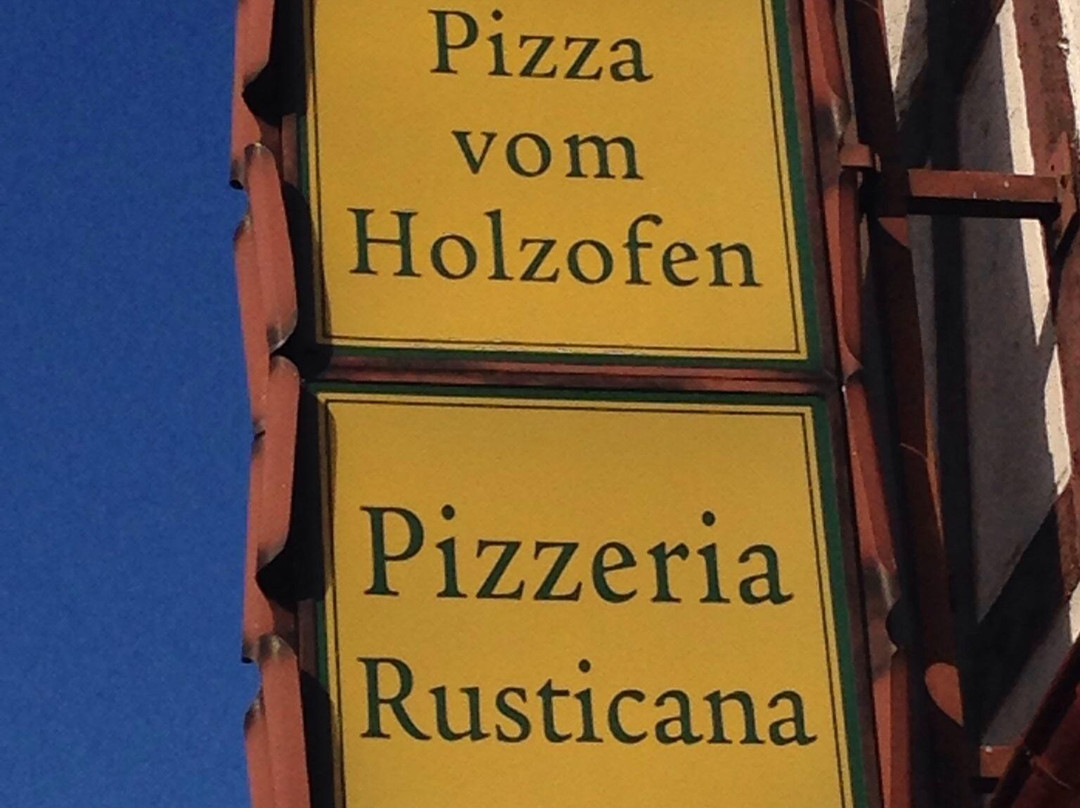 Pizza
vom
Holzofen
Pizzeria
Rusticana